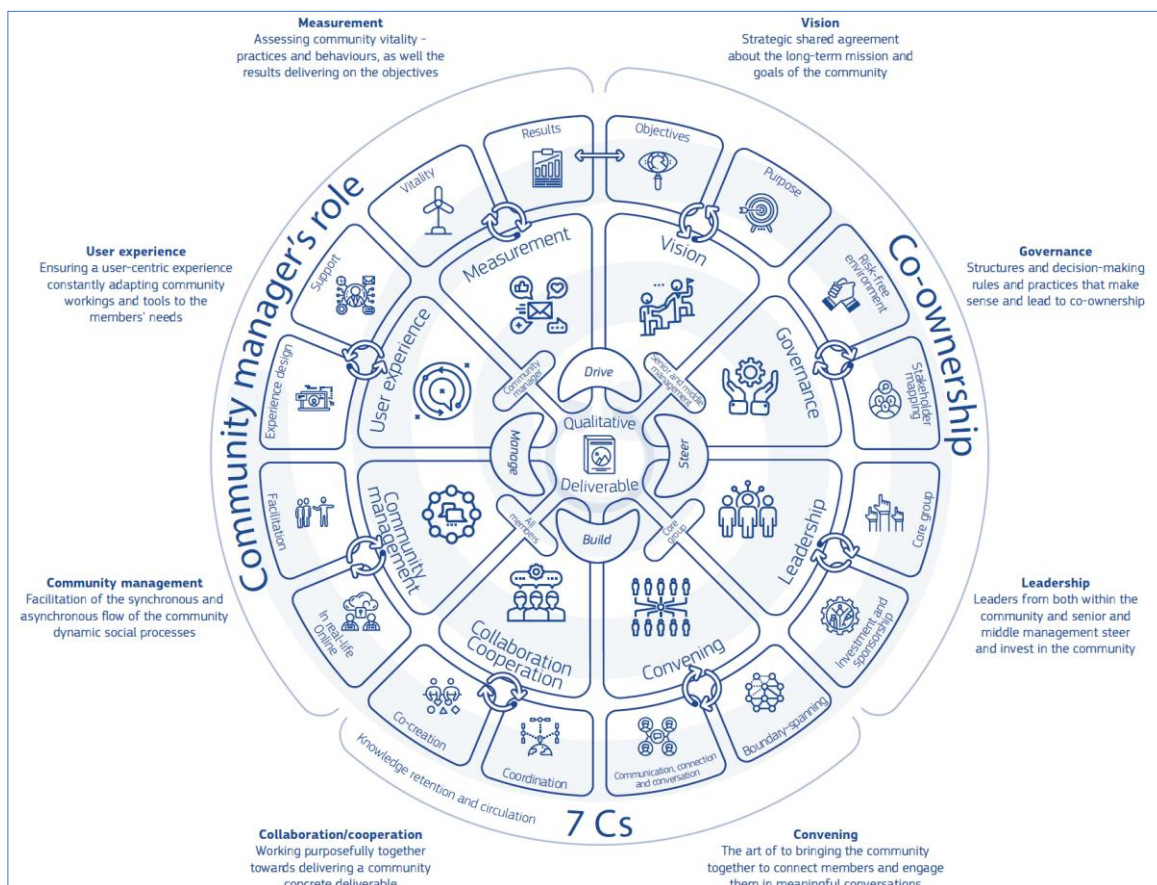 Measurement
Assessing community vitality –
practices and behaviours, as well the
results delivering on the objectives
Vision
Strategic shared agreement
about the long-term mission and
goals of the community
User experience
Ensuring a user-centric experience
constantly adapting community
workings and tools to the
members' needs
Governance
Structures and decision-making
rules and practices that make
sense and lead to co-ownership
Community management
Facilitation of the synchronous and
asynchronous flow of the community
dynamic social processes
Leadership
Leaders from both within the
community and senior and
middle management steer
and invest in the community
Collaboration/cooperation
Working purposefully together
towards delivering a community
concrete deliverable
Convening
The art of to bringing the community
together to connect members and engage
them in meaningful conversations
Community manager's role
Co-ownership
7 Cs
Knowledge retention and circulation
Results
Objectives
Vitality
Purpose
Support
Risk-free
environment
Experience design
Stakeholder
mapping
Facilitation
Core group
In real-life
Online
Investment and
sponsorship
Co-creation
Coordination
Communication, connection
and conversation
Boundary-spanning
Measurement
Vision
User experience
Governance
Community
management
Leadership
Collaboration
Cooperation
Convening
Community
manager
Senior and middle
management
All
members
Core
group
Drive
Manage
Steer
Build
Qualitative
Deliverable